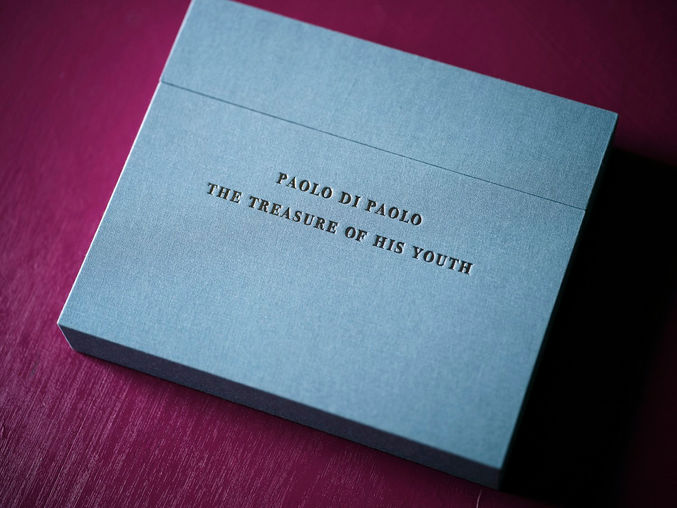 PAOLO DI PAOLO
THE TREASURE OF HIS YOUTH